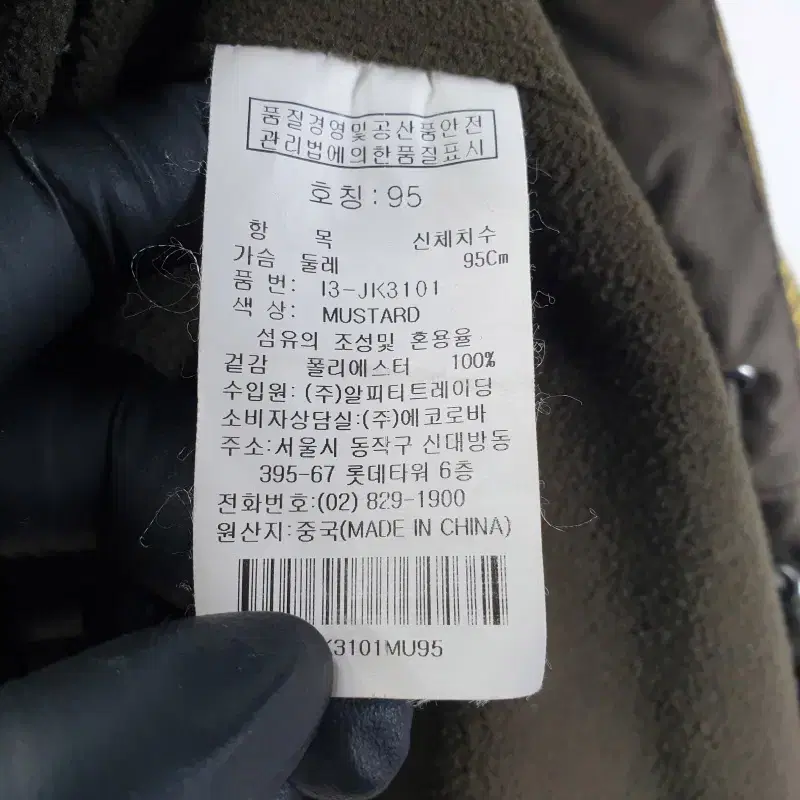 품질경영및공산품안전
관리법에의한품질표시
호칭:95
항 목 신체치수
가슴 둘레 95Cm
품 번: I3-JK3101
색 상: MUSTARD
섬유의 조성및 혼용율
겉감 폴리에스터 100%
수입원: (주)알피티트레이딩
소비자상담실:(주)에코로바
주소:서울시 동작구 신대방동
395-67 롯데타워 6층
전화번호:(02) 829-1900
원산지:중국(MADE IN CHINA)
K3101MU95